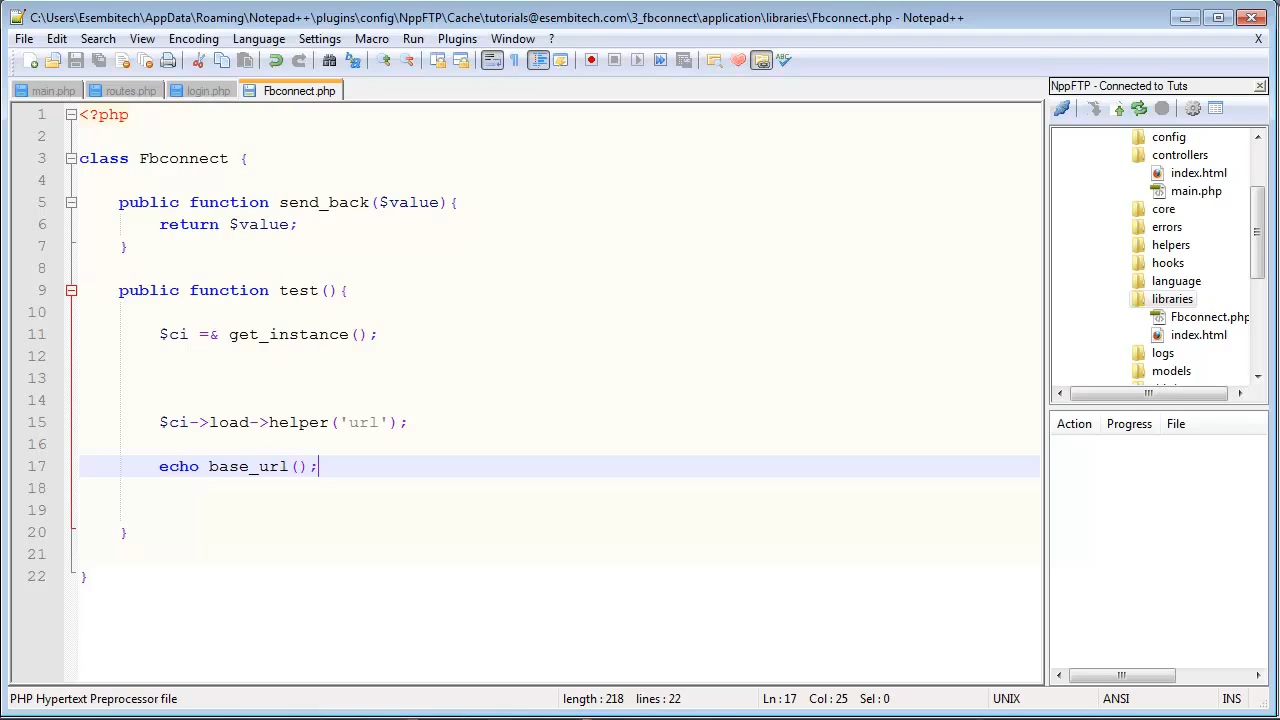 C:\Users\Esembitech\AppData\Roaming\Notepad++\plugins\config\NppFTP\Cache\tutorials@esembitech.com\3_fbconnect\application\libraries\Fbconnect.php - Notepad++
File Edit Search View Encoding Language Settings Macro Run Plugins Window ? X
main.php routes.php login.php Fbconnect.php
NppFTP - Connected to Tuts
1 <?php
2
3 class Fbconnect {
4
5 public function send_back($value){
6 return $value;
7 }
8
9 public function test(){
10
11 $ci =& get_instance();
12
13
14
15 $ci->load->helper('url');
16
17 echo base_url();
18
19
20 }
21
22 }
config
controllers
index.html
main.php
core
errors
helpers
hooks
language
libraries
Fbconnect.php
index.html
logs
models
Action Progress File
PHP Hypertext Preprocessor file length : 218 lines : 22 Ln : 17 Col : 25 Sel : 0 UNIX ANSI INS